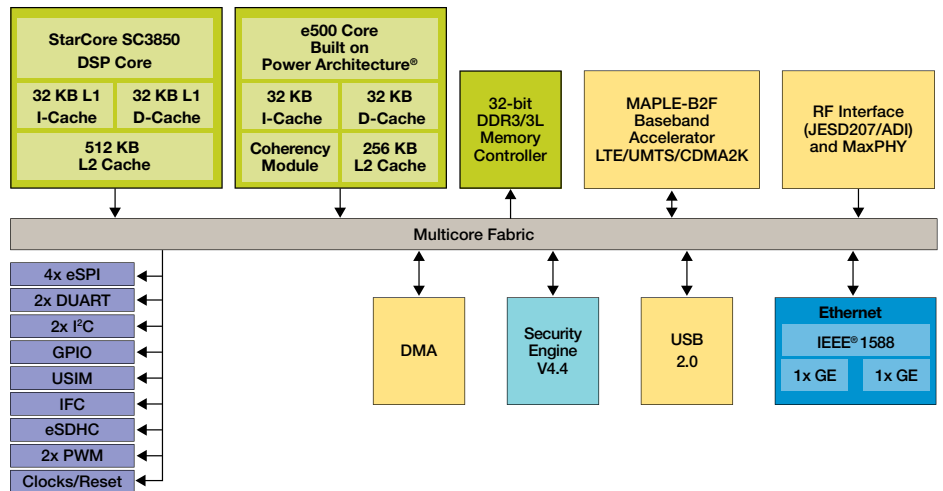 StarCore SC3850
DSP Core
32 KB L1
I-Cache
32 KB L1
D-Cache
512 KB
L2 Cache
e500 Core
Built on
Power Architecture®
32 KB
I-Cache
32 KB
D-Cache
Coherency
Module
256 KB
L2 Cache
32-bit
DDR3/3L
Memory
Controller
MAPLE-B2F
Baseband
Accelerator
LTE/UMTS/CDMA2K
RF Interface
(JESD207/ADI)
and MaxPHY
Multicore Fabric
4x eSPI
2x DUART
2x I²C
GPIO
USIM
IFC
eSDHC
2x PWM
Clocks/Reset
DMA
Security
Engine
V4.4
USB
2.0
Ethernet
IEEE® 1588
1x GE
1x GE